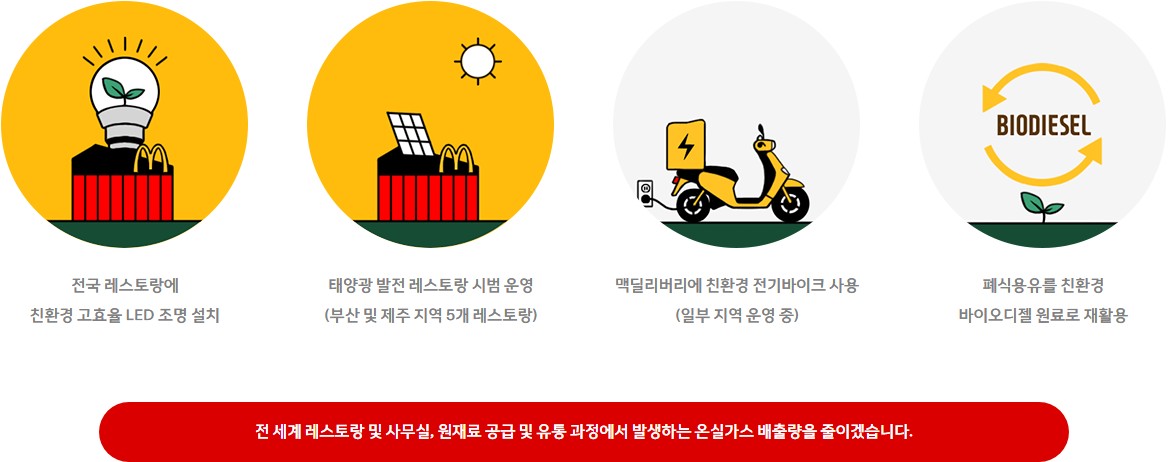 BIODIESEL
전국 레스토랑에
친환경 고효율 LED 조명 설치
태양광 발전 레스토랑 시범 운영
(부산 및 제주 지역 5개 레스토랑)
맥딜리버리에 친환경 전기바이크 사용
(일부 지역 운영 중)
폐식용유를 친환경
바이오디젤 원료로 재활용
전 세계 레스토랑 및 사무실, 원재료 공급 및 유통 과정에서 발생하는 온실가스 배출량을 줄이겠습니다.